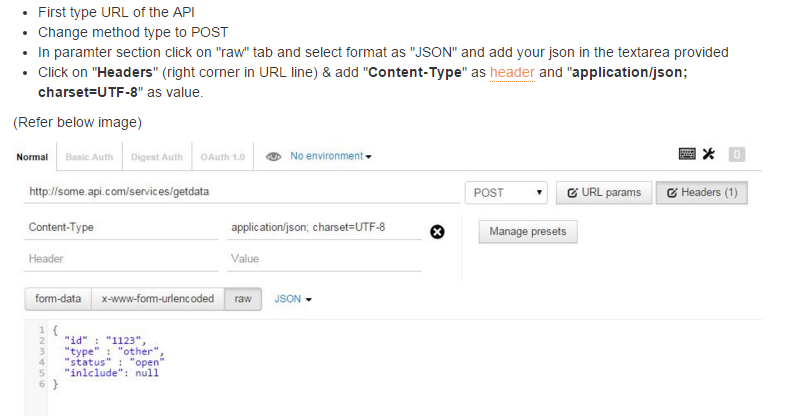 First type URL of the API
Change method type to POST
In paramter section click on "raw" tab and select format as "JSON" and add your json in the textarea provided
Click on "Headers" (right corner in URL line) & add "Content-Type" as header and "application/json;
charset=UTF-8" as value.
(Refer below image)
Normal Basic Auth Digest Auth OAuth 1.0 No environment 0
http://some.api.com/services/getdata POST URL params Headers (1)
Content-Type application/json; charset=UTF-8 Manage presets
Header Value
form-data x-www-form-urlencoded raw JSON
1 {
2 "id" : "1123",
3 "type" : "other",
4 "status" : "open"
5 "inlclude": null
6 }